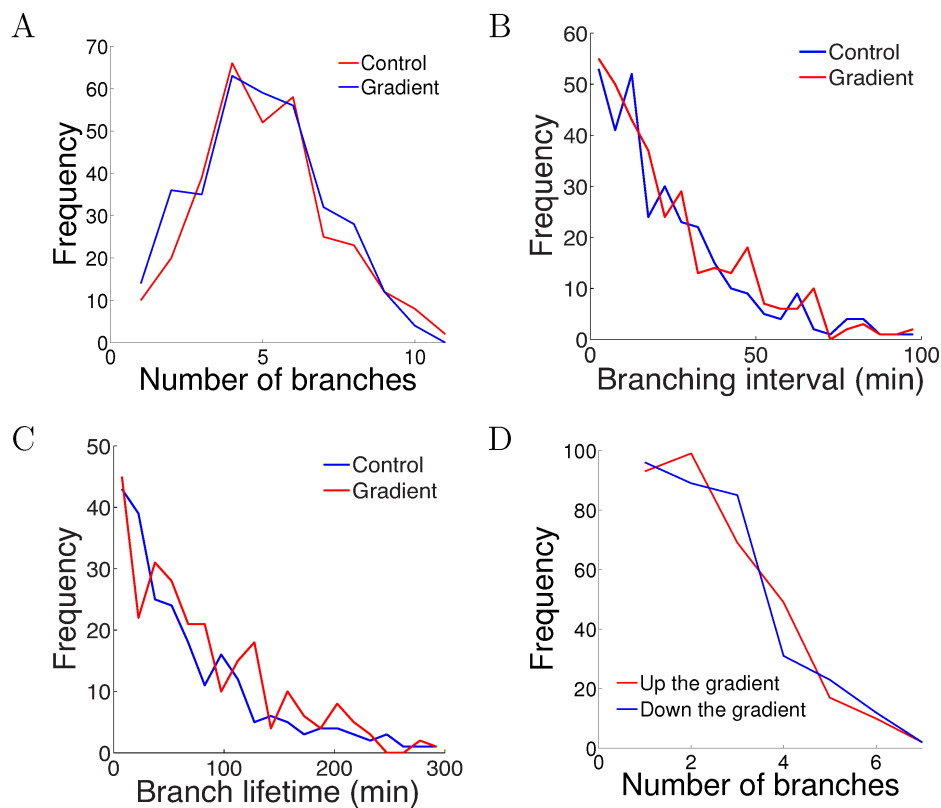 A
70
60
50
40
30
20
10
0
0
5
10
Frequency
Number of branches
Control
Gradient
B
60
50
40
30
20
10
0
0
50
100
Frequency
Branching interval (min)
Control
Gradient
C
50
40
30
20
10
0
0
100
200
300
Frequency
Branch lifetime (min)
Control
Gradient
D
100
80
60
40
20
0
0
2
4
6
Frequency
Number of branches
Up the gradient
Down the gradient